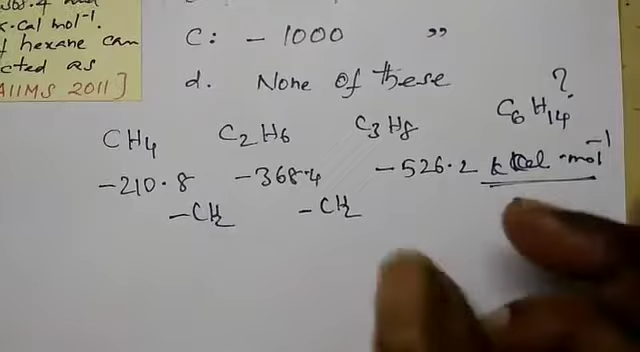 k-Cal mol⁻¹.
hexane can
cted as
AIIMS 2011]
C: - 1000 "
d. None of these
CH4 C2H6 C3H8 C6H14 ?
-210.8 -368.4 -526.2 kCal .mol⁻¹
-CH2 -CH2